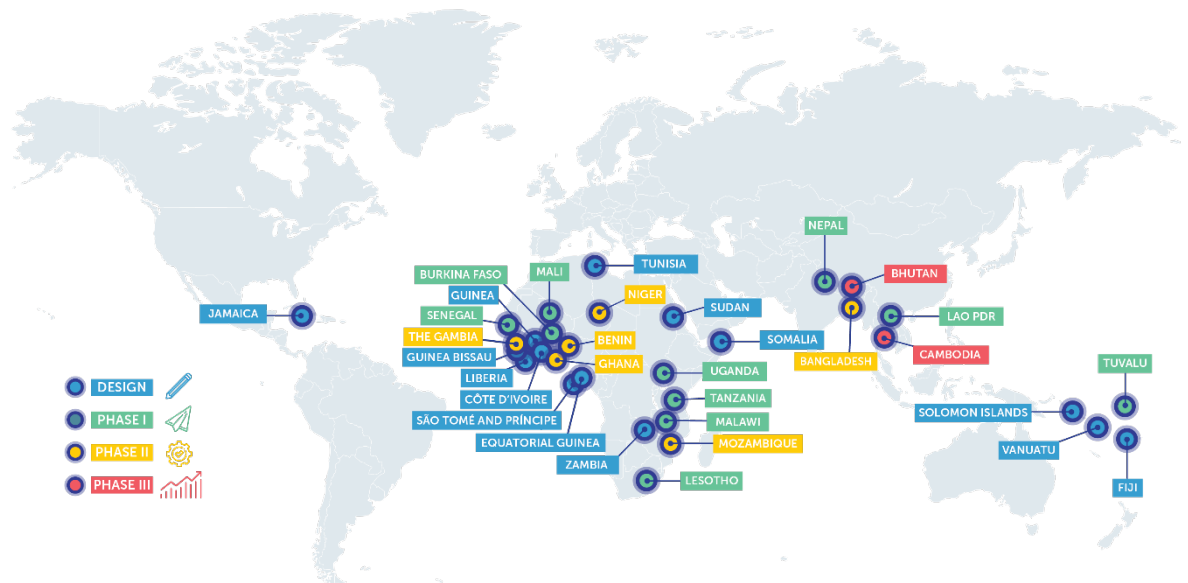 NEPAL
BURKINA FASO
MALI
TUNISIA
BHUTAN
GUINEA
NIGER
SUDAN
JAMAICA
SENEGAL
LAO PDR
THE GAMBIA
BENIN
SOMALIA
GUINEA BISSAU
GHANA
BANGLADESH
CAMBODIA
LIBERIA
UGANDA
TUVALU
DESIGN
CÔTE D'IVOIRE
TANZANIA
PHASE I
SÃO TOMÉ AND PRÍNCIPE
MALAWI
SOLOMON ISLANDS
EQUATORIAL GUINEA
MOZAMBIQUE
VANUATU
PHASE II
ZAMBIA
LESOTHO
PHASE III
FIJI